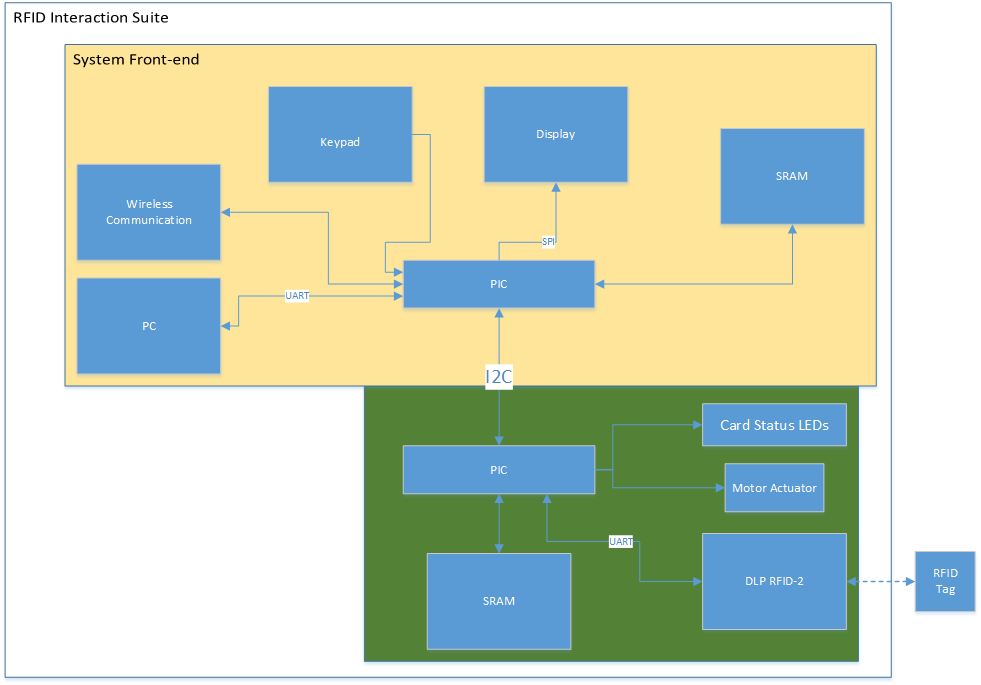 RFID Interaction Suite
System Front-end
Keypad
Display
SRAM
Wireless
Communication
SPI
PIC
UART
PC
I2C
Card Status LEDs
PIC
Motor Actuator
UART
DLP RFID-2
RFID
Tag
SRAM